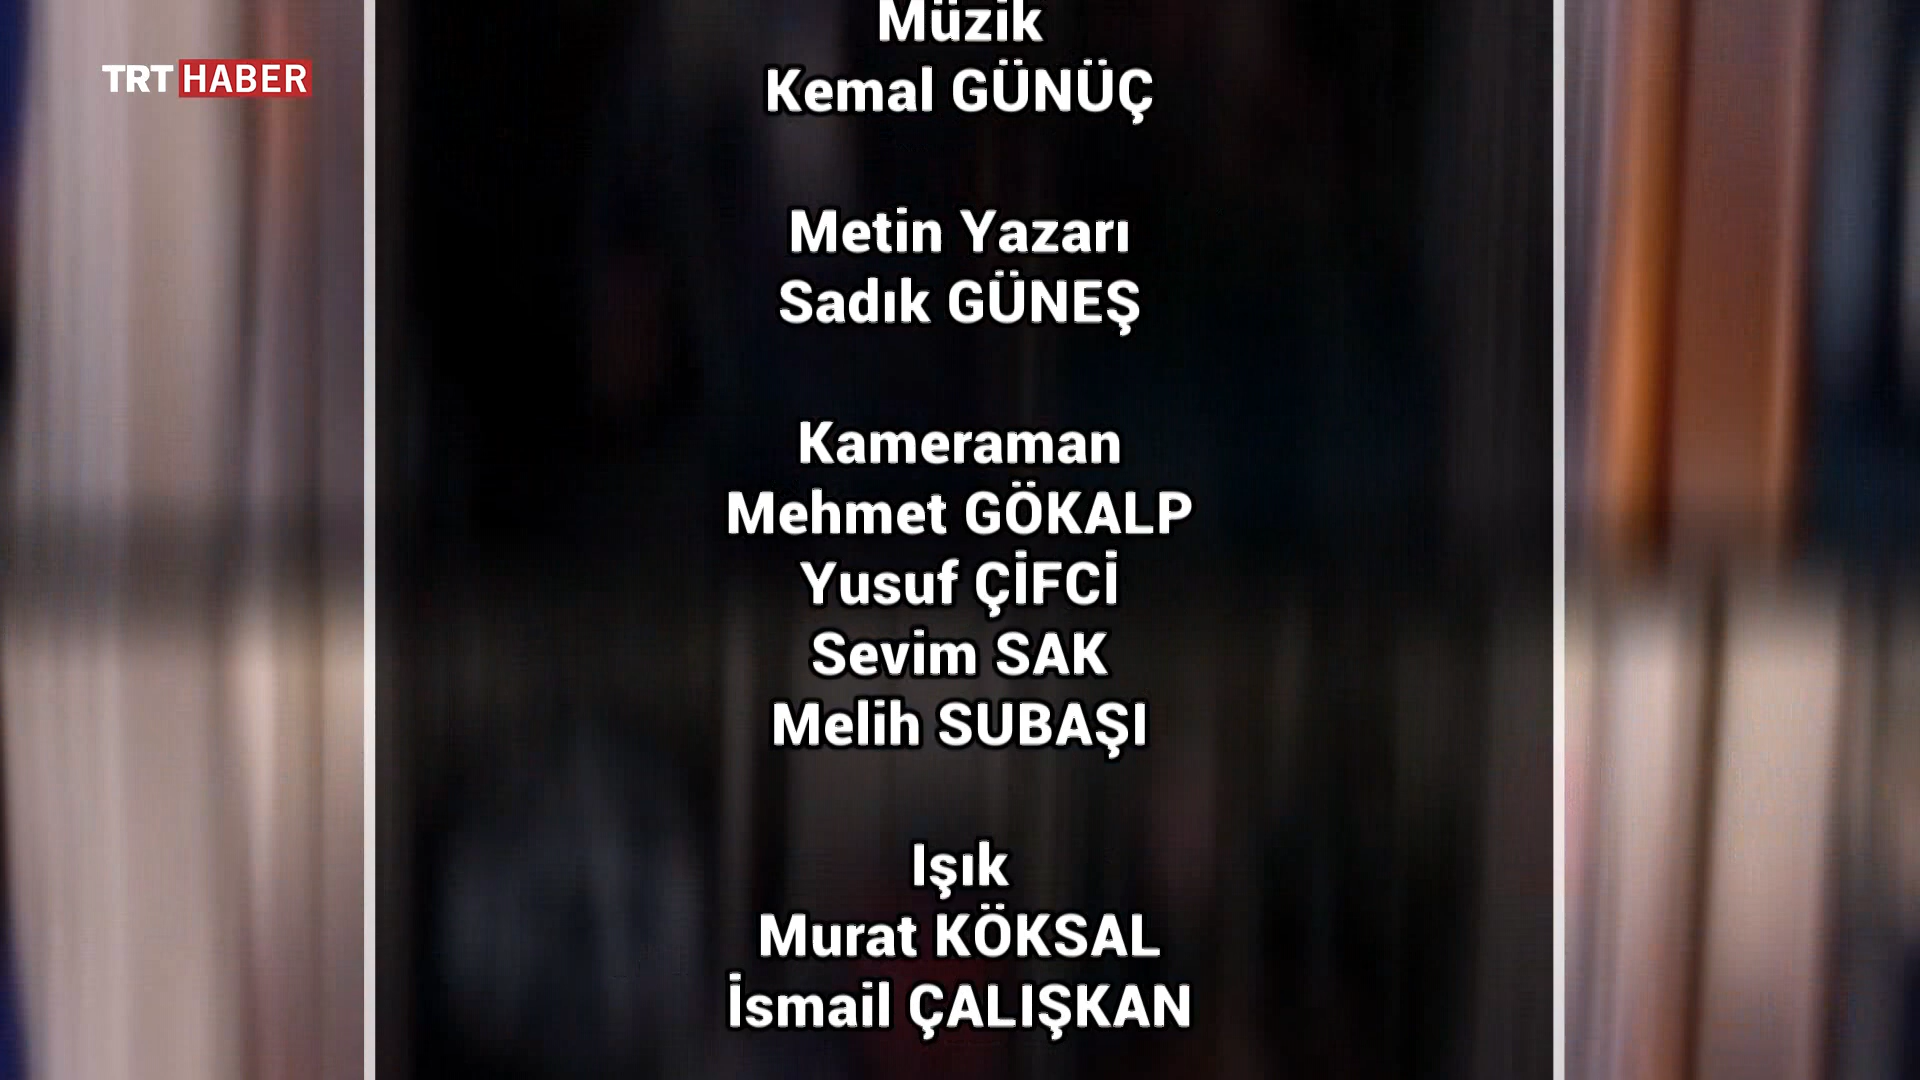 TRT HABER
Müzik
Kemal GÜNÜÇ
Metin Yazarı
Sadık GÜNEŞ
Kameraman
Mehmet GÖKALP
Yusuf ÇİFCİ
Sevim SAK
Melih SUBAŞI
Işık
Murat KÖKSAL
İsmail ÇALIŞKAN